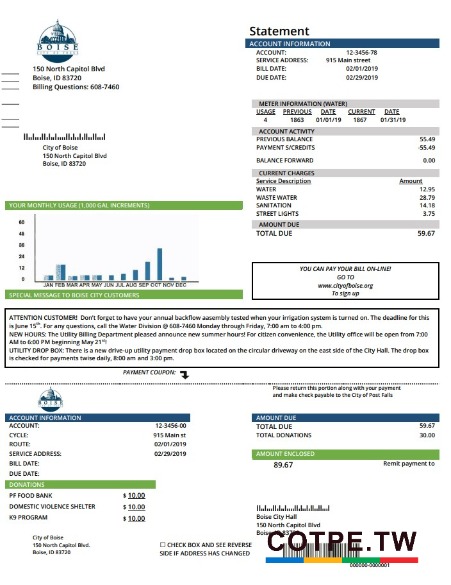 Statement
BOISE
CITY OF TREES
150 North Capitol Blvd
Boise, ID 83720
Billing Questions: 608-7460
ACCOUNT INFORMATION
ACCOUNT: 12-3456-78
SERVICE ADDRESS: 915 Main street
BILL DATE: 02/01/2019
DUE DATE: 02/29/2019
METER INFORMATION (WATER)
USAGE PREVIOUS DATE CURRENT DATE
4 1863 01/01/19 1867 01/31/19
City of Boise
150 North Capitol Blvd
Boise, ID 83720
ACCOUNT ACTIVITY
PREVIOUS BALANCE 55.49
PAYMENT S/CREDITS -55.49
BALANCE FORWARD 0.00
CURRENT CHARGES
Service Description Amount
WATER 12.95
WASTE WATER 28.79
SANITATION 14.18
STREET LIGHTS 3.75
AMOUNT DUE
TOTAL DUE 59.67
YOUR MONTHLY USAGE (1,000 GAL INCREMENTS)
60
48
36
24
12
0
JAN FEB MAR APR MAY JUN JUL AUG SEP OCT NOV DEC
YOU CAN PAY YOUR BILL ON-LINE!
GO TO
www.cityofboise.org
To sign up
SPECIAL MESSAGE TO BOISE CITY CUSTOMERS
ATTENTION CUSTOMER! Don't forget to have your annual backflow assembly tested when your irrigation system is turned on. The deadline for this
is June 15th. For any questions, call the Water Division @ 608-7460 Monday through Friday, 7:00 am to 4:00 pm.
NEW HOURS: The Utility Billing Department pleased announce new summer hours! For citizen convenience, the Utility office will be open from 7:00
AM to 6:00 PM beginning May 21st!
UTILITY DROP BOX: There is a new drive-up utility payment drop box located on the circular driveway on the east side of the City Hall. The drop box
is checked for payments twise daily, 8:00 am and 3:00 pm.
PAYMENT COUPON:
Please return this portion along with your payment
and make check payable to the City of Post Falls
BOISE
ACCOUNT INFORMATION
ACCOUNT: 12-3456-00
CYCLE: 915 Main st
ROUTE: 02/01/2019
SERVICE ADDRESS: 02/29/2019
BILL DATE:
DUE DATE:
AMOUNT DUE
TOTAL DUE 59.67
TOTAL DONATIONS 30.00
AMOUNT ENCLOSED
89.67 Remit payment to
DONATIONS
PF FOOD BANK $ 10.00
DOMESTIC VIOLENCE SHELTER $ 10.00
K9 PROGRAM $ 10.00
Boise City Hall
150 North Capitol Blvd
Boise, ID 83720
City of Boise
150 North Capitol Blvd.
Boise, ID 83720
☐ CHECK BOX AND SEE REVERSE
SIDE IF ADDRESS HAS CHANGED
COTPE.TW